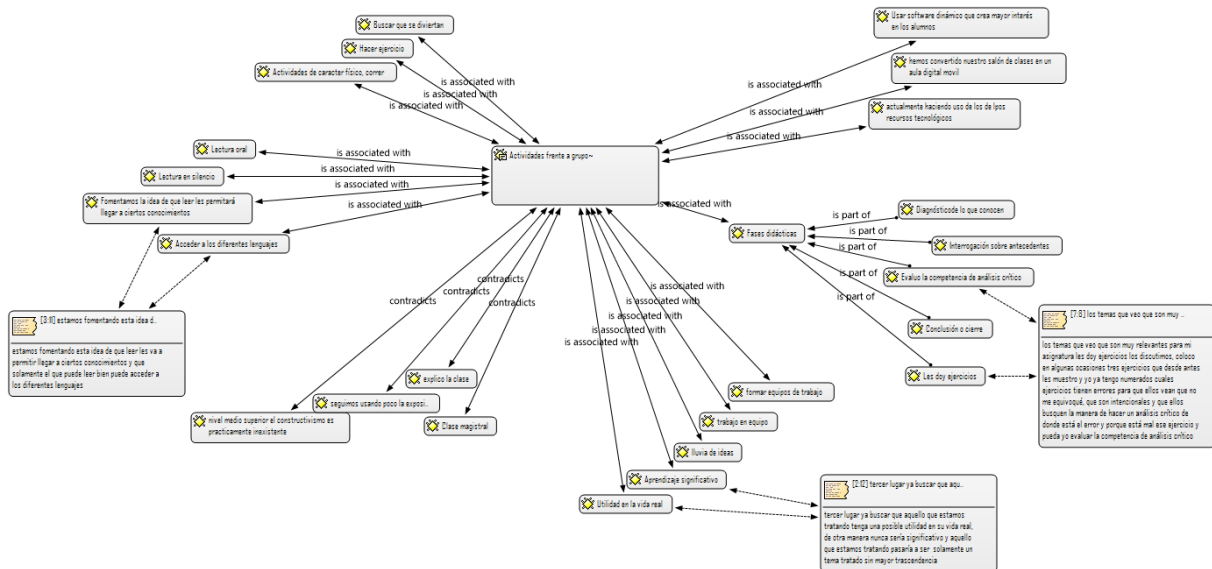 Buscar que se diviertan
Hacer ejercicio
Actividades de caracter físico, correr
is associated with
is associated with
is associated with
Usar software dinámico que crea mayor interés
en los alumnos
hemos convertido nuestro salón de clases en un
aula digital movil
actualmente haciendo uso de los de lpos
recursos tecnológicos
is associated with
is associated with
is associated with
Actividades frente a grupo~
Lectura oral
Lectura en silencio
Fomentamos la idea de que leer les permitará
llegar a ciertos conocimientos
Acceder a los diferentes lenguajes
is associated with
is associated with
is associated with
is associated with
is associated with
Fases didácticas
Diagnósticode lo que conocen
Interrogación sobre antecedentes
Evaluo la competencia de análisis crítico
Conclusión o cierre
Les doy ejercicios
is part of
is part of
is part of
is part of
is part of
[3:1] estamos fomentando esta idea d..
estamos fomentando esta idea de que leer les va a
permitir llegar a ciertos conocimientos y que
solamente el que puede leer bien puede acceder a
los diferentes lenguajes
contradicts
contradicts
contradicts
contradicts
explico la clase
seguimos usando poco la exposi..
nivel medio superior el constructivismo es
practicamente inexistente
Clase magistral
is associated with
is associated with
is associated with
is associated with
is associated with
formar equipos de trabajo
trabajo en equipo
lluvia de ideas
Aprendizaje significativo
Utilidad en la vida real
[7:6] los temas que veo que son muy ..
los temas que veo que son muy relevantes para mi
asignatura les doy ejercicios los discutimos, coloco
en algunas ocasiones tres ejercicios que desde antes
les muestro y yo ya tengo numerados cuales
ejercicios tienen errores para que ellos vean que no
me equivoqué, que son intencionales y que ellos
busquen la manera de hacer un análisis crítico de
donde está el error y porque está mal ese ejercicio y
pueda yo evaluar la competencia de análisis crítico
[2:12] tercer lugar ya buscar que aqu..
tercer lugar ya buscar que aquello que estamos
tratando tenga una posible utilidad en su vida real,
de otra manera nunca sería significativo y aquello
que estamos tratando pasaría a ser solamente un
tema tratado sin mayor trascendencia